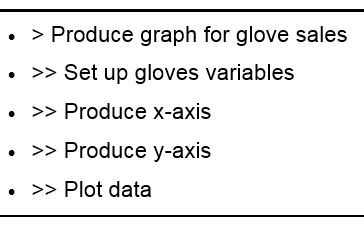 • > Produce graph for glove sales
• >> Set up gloves variables
• >> Produce x-axis
• >> Produce y-axis
• >> Plot data